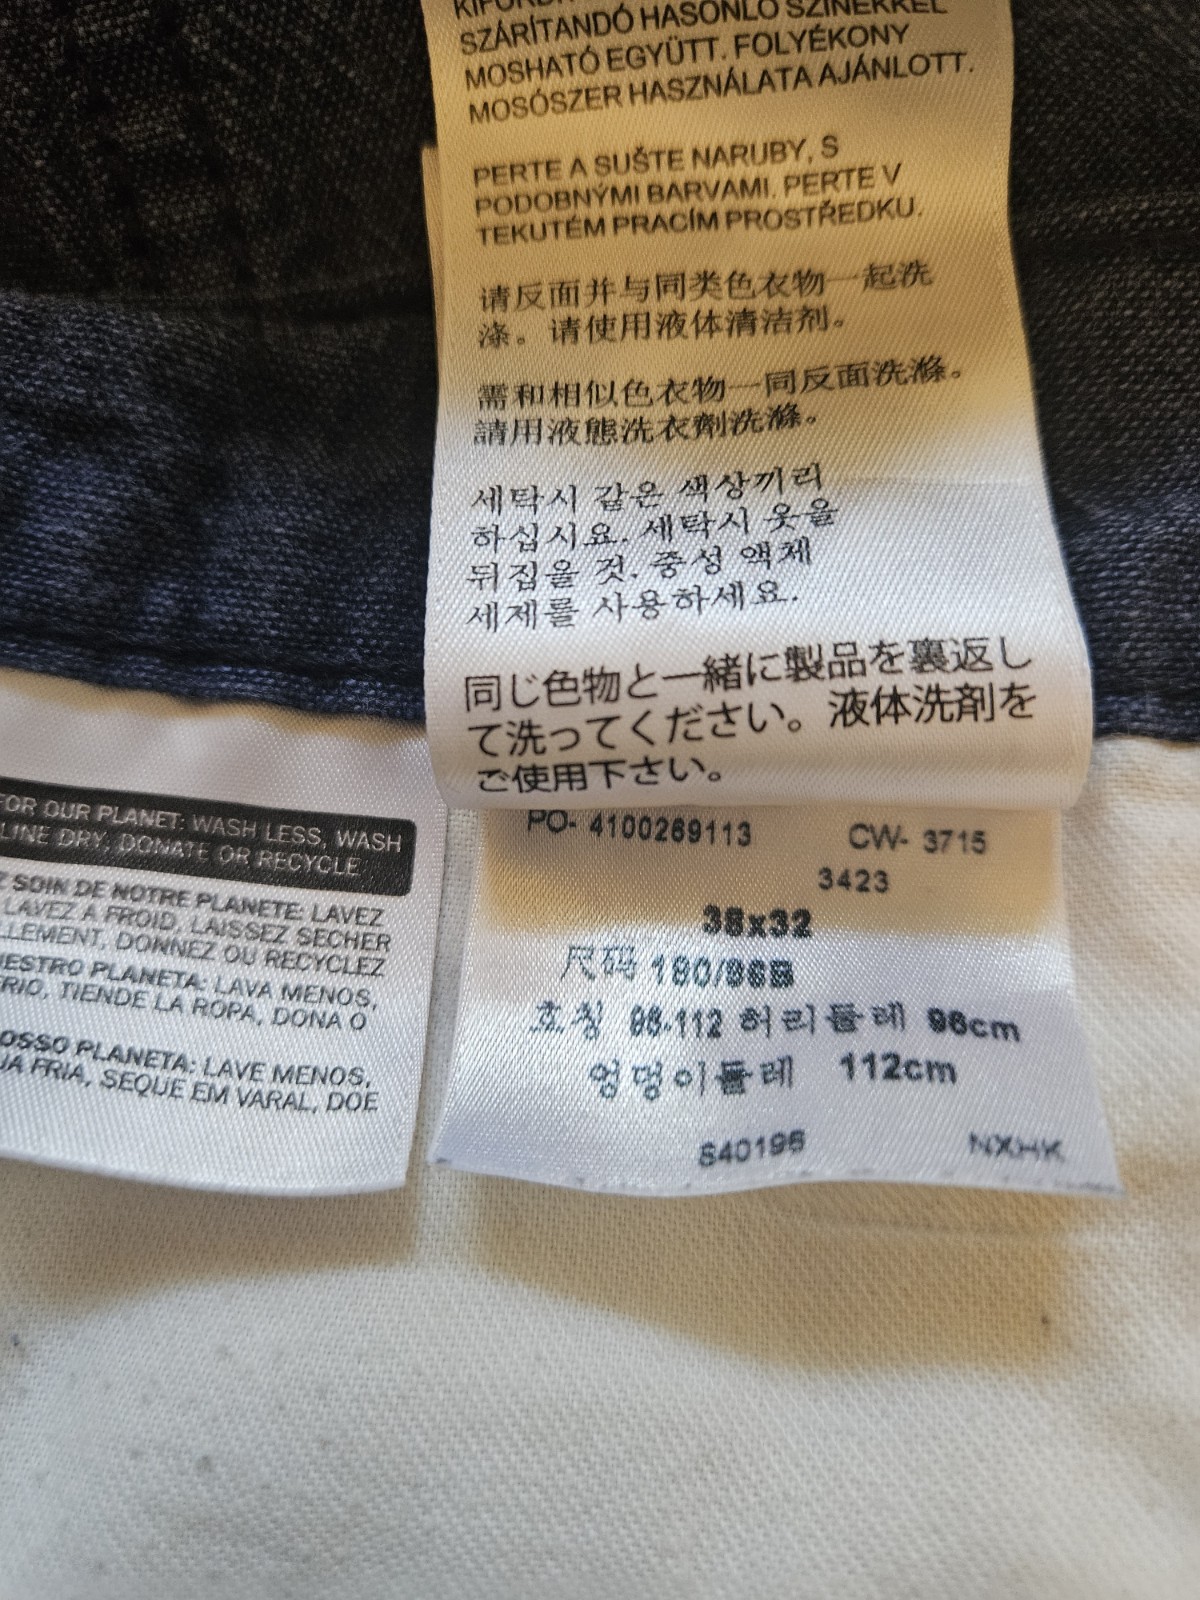 SZÁRÍTANDÓ HASONLÓ SZÍNEKKEL
MOSHATÓ EGYÜTT. FOLYÉKONY
MOSÓSZER HASZNÁLATA AJÁNLOTT.
PERTE A SUŠTE NARUBY, S
PODOBNÝMI BARVAMI. PERTE V
TEKUTÉM PRACÍM PROSTŘEDKU.
请反面并与同类色衣物一起洗
涤。请使用液体清洁剂。
需和相似色衣物一同反面洗滌。
請用液態洗衣劑洗滌。
세탁시 같은 색상끼리
하십시요. 세탁시 옷을
뒤집을 것. 중성 액체
세제를 사용하세요.
同じ色物と一緒に製品を裏返し
て洗ってください。液体洗剤を
ご使用下さい。
FOR OUR PLANET: WASH LESS, WASH
LINE DRY, DONATE OR RECYCLE
SOIN DE NOTRE PLANETE: LAVEZ
LAVEZ A FROID, LAISSEZ SECHER
LLEMENT, DONNEZ OU RECYCLEZ
ESTRO PLANETA: LAVA MENOS,
FRIO, TIENDE LA ROPA, DONA O
OSSO PLANETA: LAVE MENOS,
UA FRIA, SEQUE EM VARAL, DOE
PO- 4100269113 CW- 3715
3423
38x32
尺码 180/96B
호칭 96-112 허리둘레 96cm
엉덩이둘레 112cm
840196 NXHK